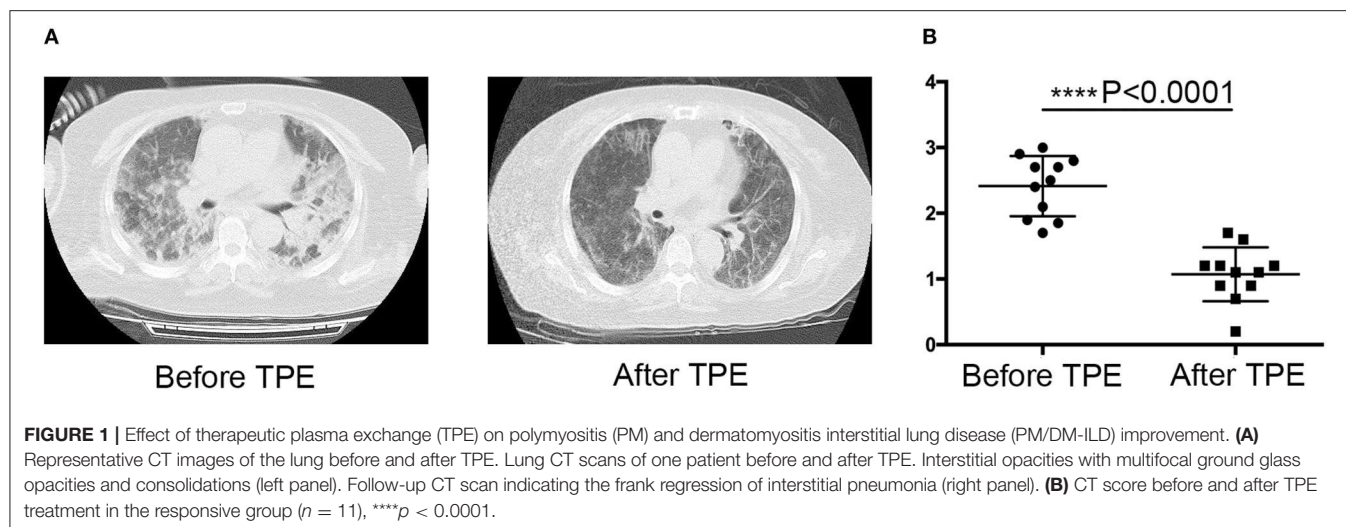 A
B
4
3
2
1
0
****P<0.0001
Before TPE
After TPE
Before TPE
After TPE
FIGURE 1 | Effect of therapeutic plasma exchange (TPE) on polymyositis (PM) and dermatomyositis interstitial lung disease (PM/DM-ILD) improvement. (A)
Representative CT images of the lung before and after TPE. Lung CT scans of one patient before and after TPE. Interstitial opacities with multifocal ground glass
opacities and consolidations (left panel). Follow-up CT scan indicating the frank regression of interstitial pneumonia (right panel). (B) CT score before and after TPE
treatment in the responsive group (n = 11), ****p < 0.0001.